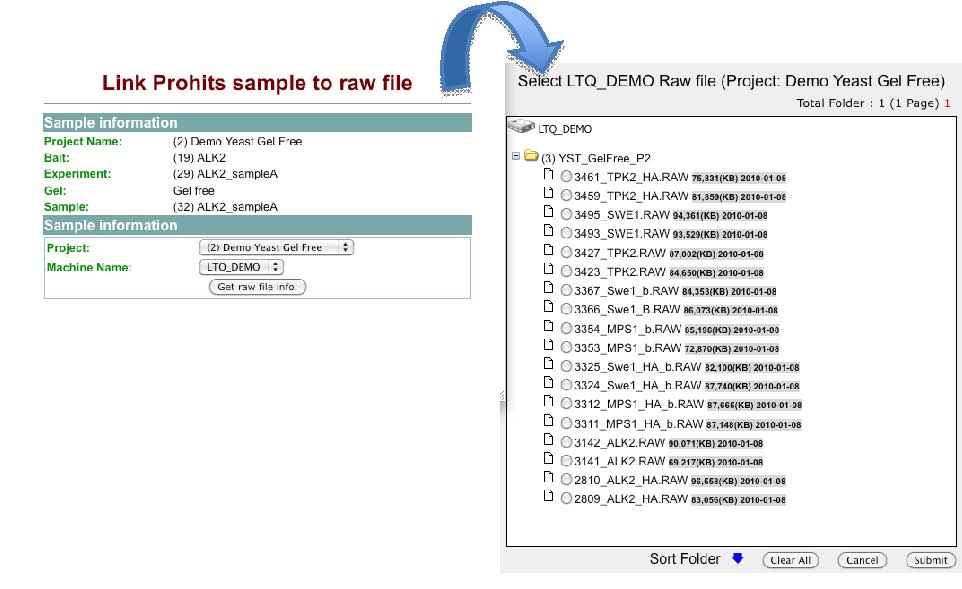 Link Prohits sample to raw file
Sample information
Project Name: (2) Demo Yeast Gel Free
Bait: (19) ALK2
Experiment: (29) ALK2_sampleA
Gel: Gel free
Sample: (32) ALK2_sampleA
Sample information
Project: (2) Demo Yeast Gel Free
Machine Name: LTQ_DEMO
Get raw file info.
Select LTQ_DEMO Raw file (Project: Demo Yeast Gel Free)
Total Folder : 1 (1 Page) 1
LTQ_DEMO
(3) YST_GelFree_P2
3461_TPK2_HA.RAW 75,831(KB) 2010-01-08
3459_TPK2_HA.RAW 81,859(KB) 2010-01-08
3495_SWE1.RAW 94,361(KB) 2010-01-08
3493_SWE1.RAW 93,529(KB) 2010-01-08
3427_TPK2.RAW 87,002(KB) 2010-01-08
3423_TPK2.RAW 84,650(KB) 2010-01-08
3367_Swe1_b.RAW 84,353(KB) 2010-01-08
3366_Swe1_B.RAW 86,073(KB) 2010-01-08
3354_MPS1_b.RAW 65,196(KB) 2010-01-08
3353_MPS1_b.RAW 72,870(KB) 2010-01-08
3325_Swe1_HA_b.RAW 82,100(KB) 2010-01-08
3324_Swe1_HA_b.RAW 87,740(KB) 2010-01-08
3312_MPS1_HA_b.RAW 87,665(KB) 2010-01-08
3311_MPS1_HA_b.RAW 87,148(KB) 2010-01-08
3142_ALK2.RAW 90,071(KB) 2010-01-08
3141_ALK2.RAW 69,217(KB) 2010-01-08
2810_ALK2_HA.RAW 96,553(KB) 2010-01-08
2809_ALK2_HA.RAW 83,056(KB) 2010-01-08
Sort Folder Clear All Cancel Submit